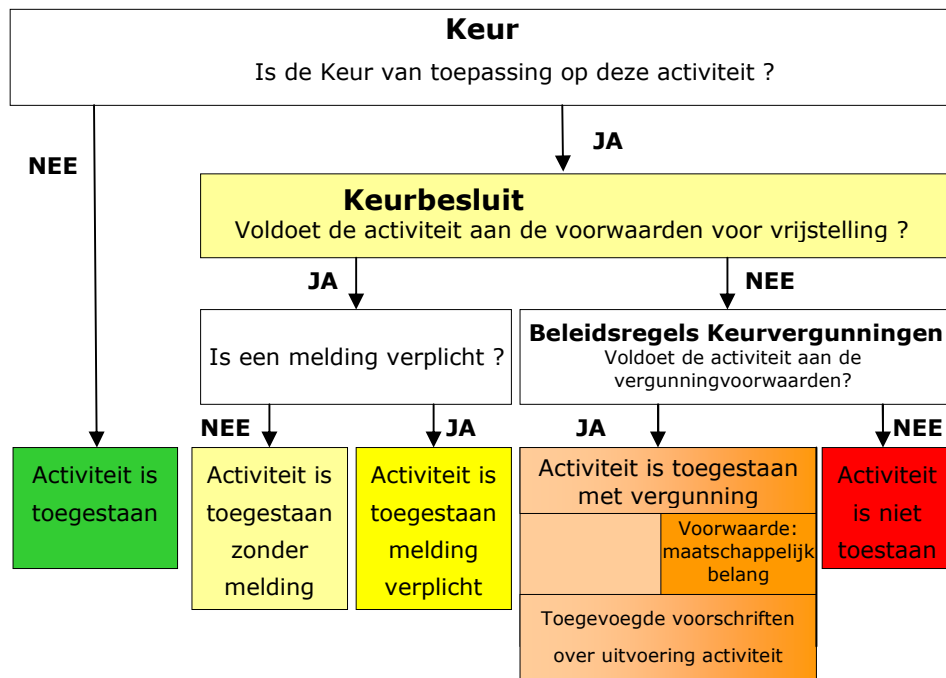 Keur
Is de Keur van toepassing op deze activiteit ?
NEE
JA
Keurbesluit
Voldoet de activiteit aan de voorwaarden voor vrijstelling ?
JA
NEE
Is een melding verplicht ?
Beleidsregels Keurvergunningen
Voldoet de activiteit aan de
vergunningvoorwaarden?
NEE
JA
JA
NEE
Activiteit is
toegestaan
Activiteit is
toegestaan
zonder
melding
Activiteit is
toegestaan
melding
verplicht
Activiteit is toegestaan
met vergunning
Voorwaarde:
maatschappelijk
belang
Toegevoegde voorschriften
over uitvoering activiteit
Activiteit
is niet
toestaan